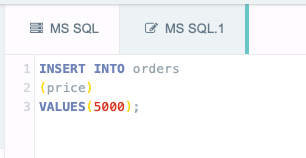 MS SQL MS SQL.1
1 INSERT INTO orders
2 (price)
3 VALUES(5000);